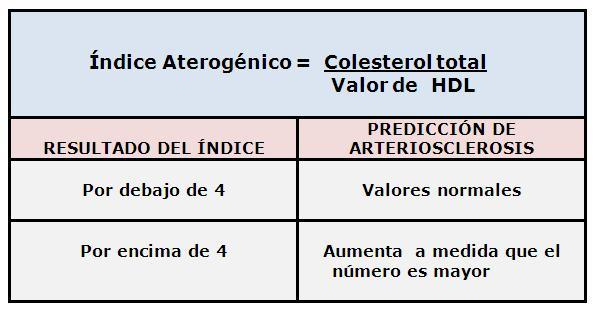 Índice Aterogénico = Colesterol total
Valor de HDL
RESULTADO DEL ÍNDICE
PREDICCIÓN DE
ARTERIOSCLEROSIS
Por debajo de 4
Valores normales
Por encima de 4
Aumenta a medida que el
número es mayor